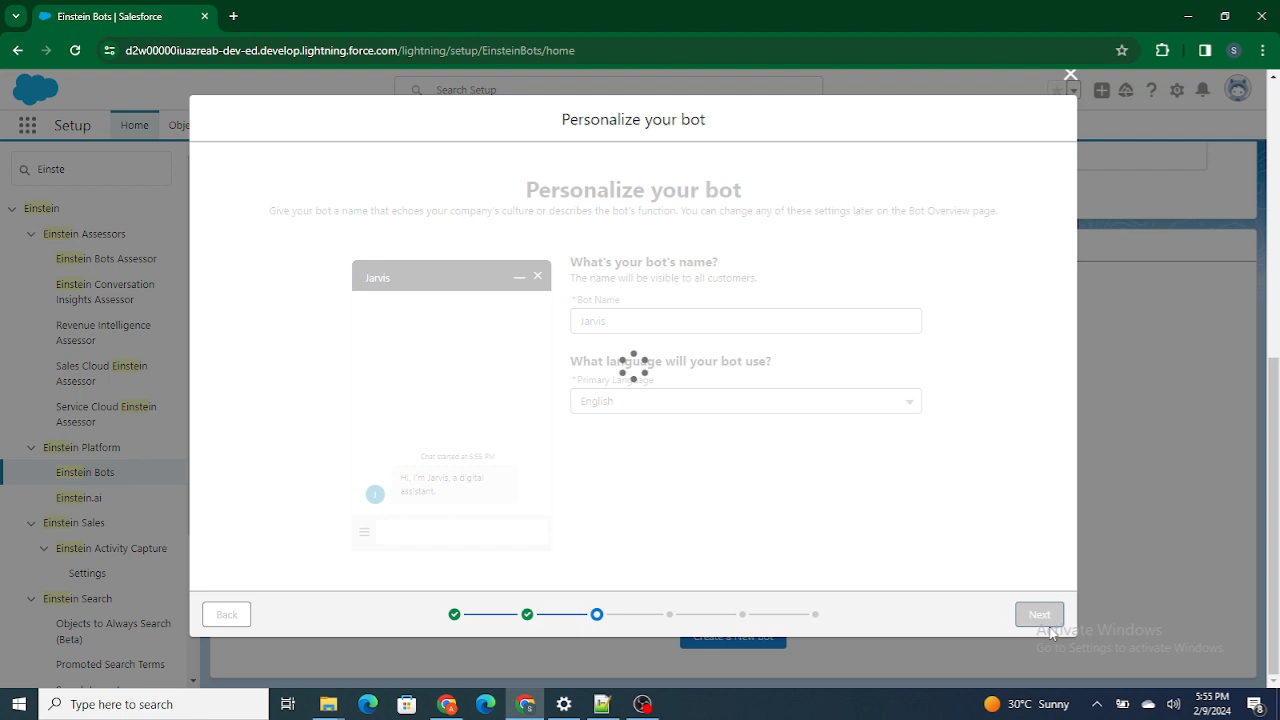 Einstein Bots | Salesforce
d2w00000iuazreab-dev-ed.develop.lightning.force.com/lightning/setup/EinsteinBots/home
S
Search Setup
Setup
Home
Obje
Einste
Einstein
Einstein Assessors
Einstein Bots Assessor
Einstein Conversation
Insights Assessor
Revenue Intelligence
Assessor
Sales Cloud Einstein
Assessor
Service Cloud Einstein
Assessor
Einstein Platform
Einstein Bots
Einstein.ai
Einstein Sales
Einstein Activity Capture
Settings
Einstein Search
Objects to Always Search
(Beta)
Promoted Search Terms
Personalize your bot
Personalize your bot
Give your bot a name that echoes your company's culture or describes the bot's function. You can change any of these settings later on the Bot Overview page.
Jarvis
Chat started at 5:55 PM
Hi, I'm Jarvis, a digital
assistant.
J
What's your bot's name?
The name will be visible to all customers.
*Bot Name
Jarvis
What language will your bot use?
*Primary Language
English
Back
Next
Create a New Bot
Activate Windows
Go to Settings to activate Windows.
Type here to search
30°C Sunny
5:55 PM
2/9/2024